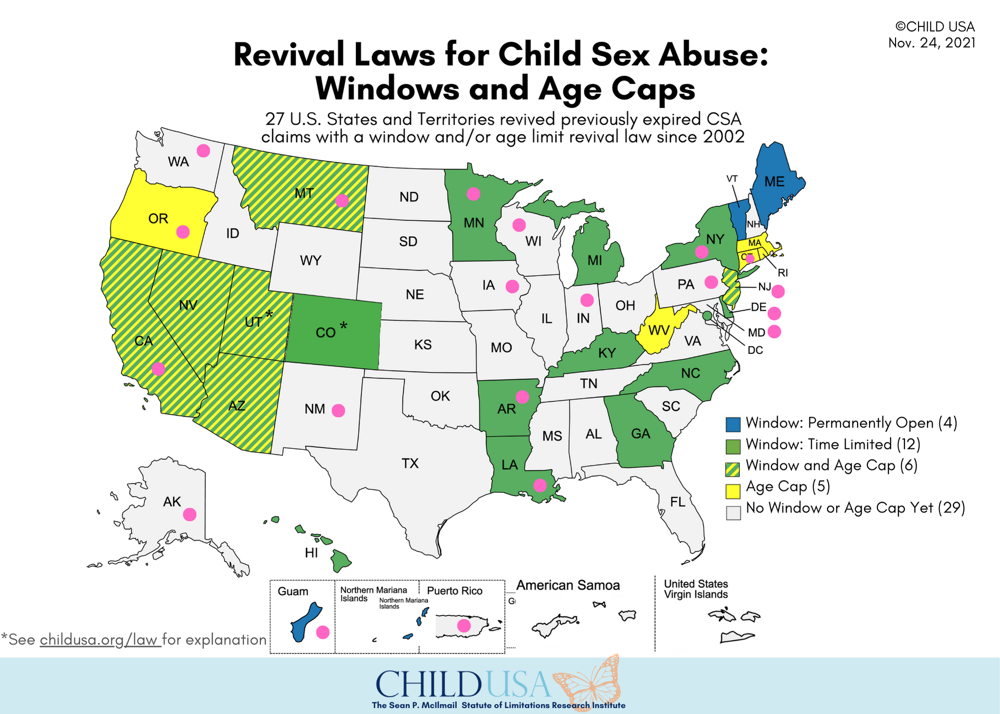 ©CHILD USA
Nov. 24, 2021
Revival Laws for Child Sex Abuse:
Windows and Age Caps
27 U.S. States and Territories revived previously expired CSA
claims with a window and/or age limit revival law since 2002
WA
MT
ND
MN
VT
ME
OR
ID
SD
WI
NH
NY
MA
CT
RI
WY
MI
IA
PA
NJ
NE
NV
UT*
CO*
IL
IN
OH
DE
WV
MD
DC
CA
KS
MO
KY
VA
NC
TN
AZ
NM
OK
AR
SC
MS
AL
GA
TX
LA
FL
AK
HI
Window: Permanently Open (4)
Window: Time Limited (12)
Window and Age Cap (6)
Age Cap (5)
No Window or Age Cap Yet (29)
Guam
Northern Mariana
Islands
Northern Mariana
Islands
Puerto Rico
G
American Samoa
United States
Virgin Islands
*See childusa.org/law for explanation
CHILD USA
The Sean P. McIlmail Statute of Limitations Research Institute